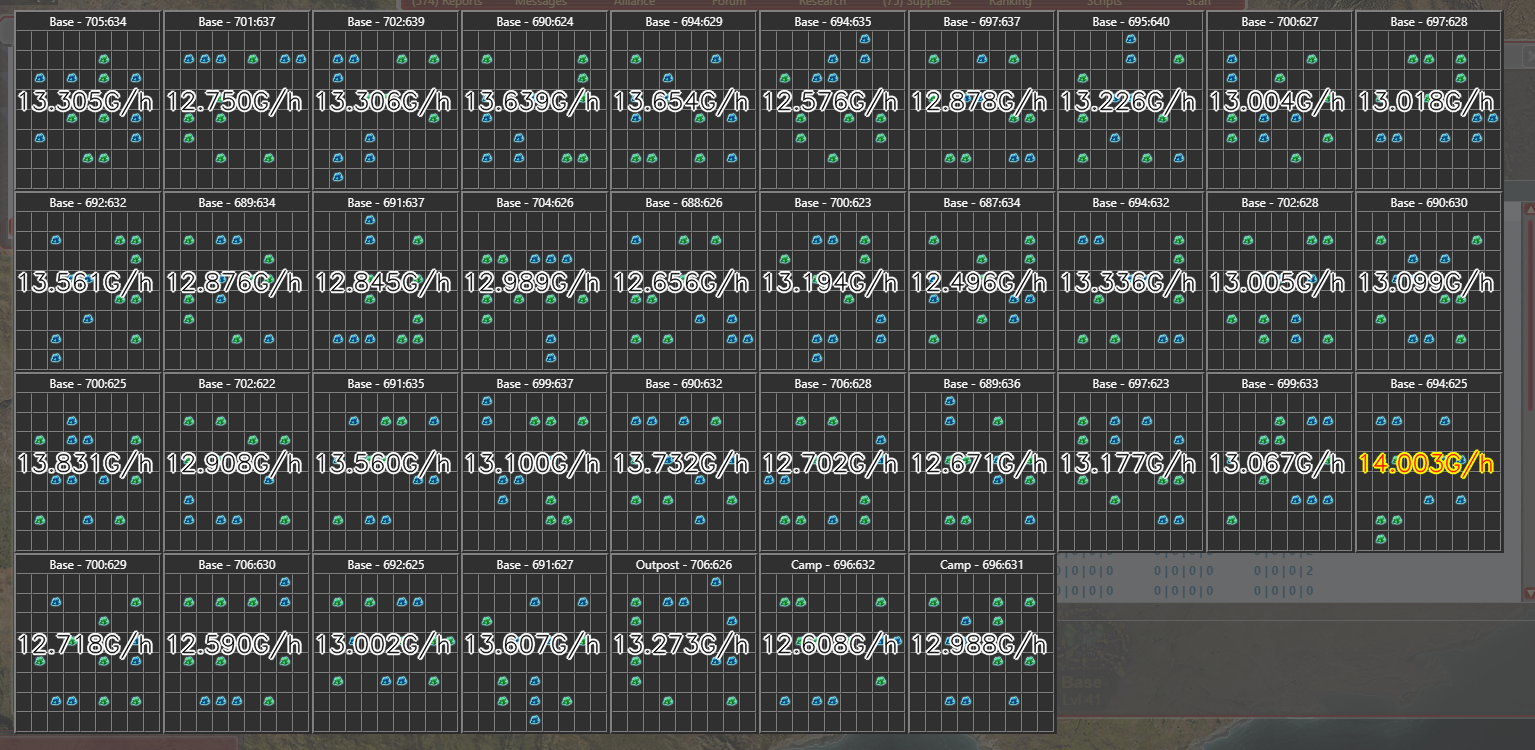 (574) Reports Messages Alliance Forum Research (75) Supplies Ranking Scripts Scan
Base - 705:634 Base - 701:637 Base - 702:639 Base - 690:624 Base - 694:629 Base - 694:635 Base - 697:637 Base - 695:640 Base - 700:627 Base - 697:628
13.305G/h 12.750G/h 13.306G/h 13.639G/h 13.654G/h 12.576G/h 12.878G/h 13.226G/h 13.004G/h 13.018G/h
Base - 692:632 Base - 689:634 Base - 691:637 Base - 704:626 Base - 688:626 Base - 700:623 Base - 687:634 Base - 694:632 Base - 702:628 Base - 690:630
13.561G/h 12.876G/h 12.845G/h 12.989G/h 12.656G/h 13.194G/h 12.496G/h 13.336G/h 13.005G/h 13.099G/h
Base - 700:625 Base - 702:622 Base - 691:635 Base - 699:637 Base - 690:632 Base - 706:628 Base - 689:636 Base - 697:623 Base - 699:633 Base - 694:625
13.831G/h 12.908G/h 13.560G/h 13.100G/h 13.732G/h 12.702G/h 12.671G/h 13.177G/h 13.067G/h 14.003G/h
Base - 700:629 Base - 706:630 Base - 692:625 Base - 691:627 Outpost - 706:626 Camp - 696:632 Camp - 696:631
0|0|0|0 0|0|0|0 0|0|0|2
0|0|0|0 0|0|0|0 0|0|0|0
12.718G/h 12.590G/h 13.002G/h 13.607G/h 13.273G/h 12.608G/h 12.988G/h
Base
Lvl 41